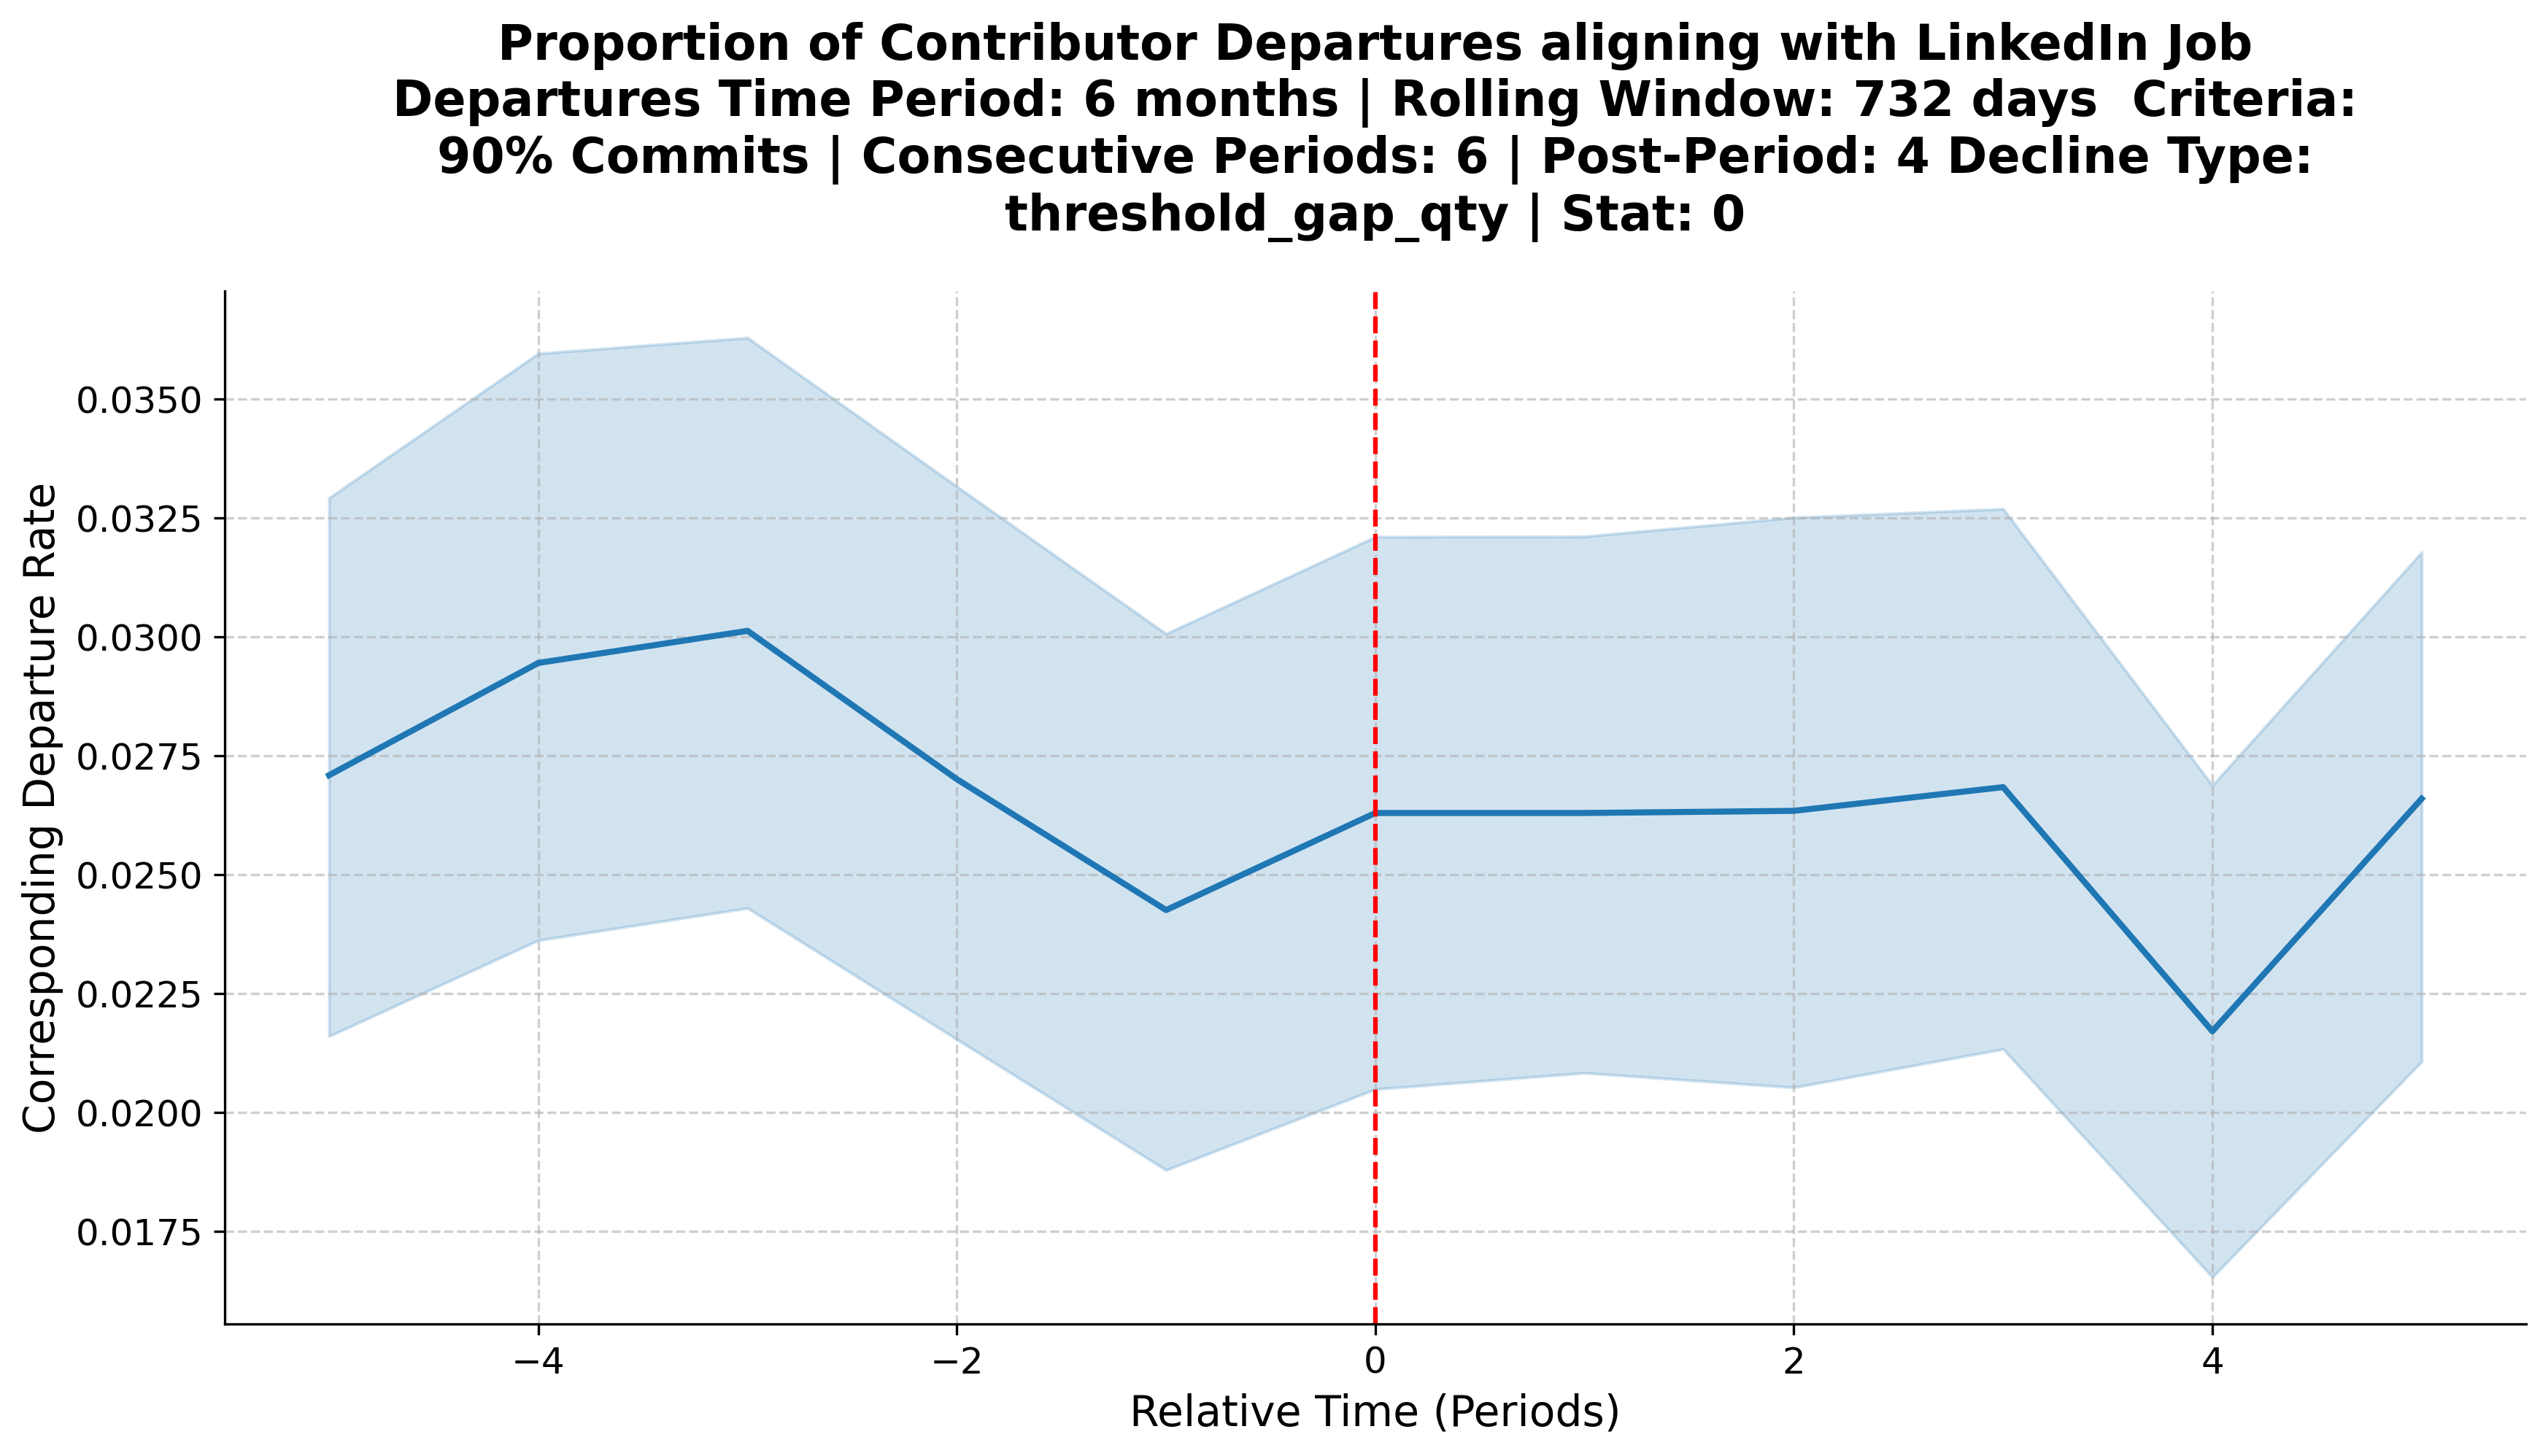 Proportion of Contributor Departures aligning with LinkedIn Job
Departures Time Period: 6 months | Rolling Window: 732 days  Criteria:
90% Commits | Consecutive Periods: 6 | Post-Period: 4 Decline Type:
threshold_gap_qty | Stat: 0
Corresponding Departure Rate
0.0350
0.0325
0.0300
0.0275
0.0250
0.0225
0.0200
0.0175
−4
−2
0
2
4
Relative Time (Periods)